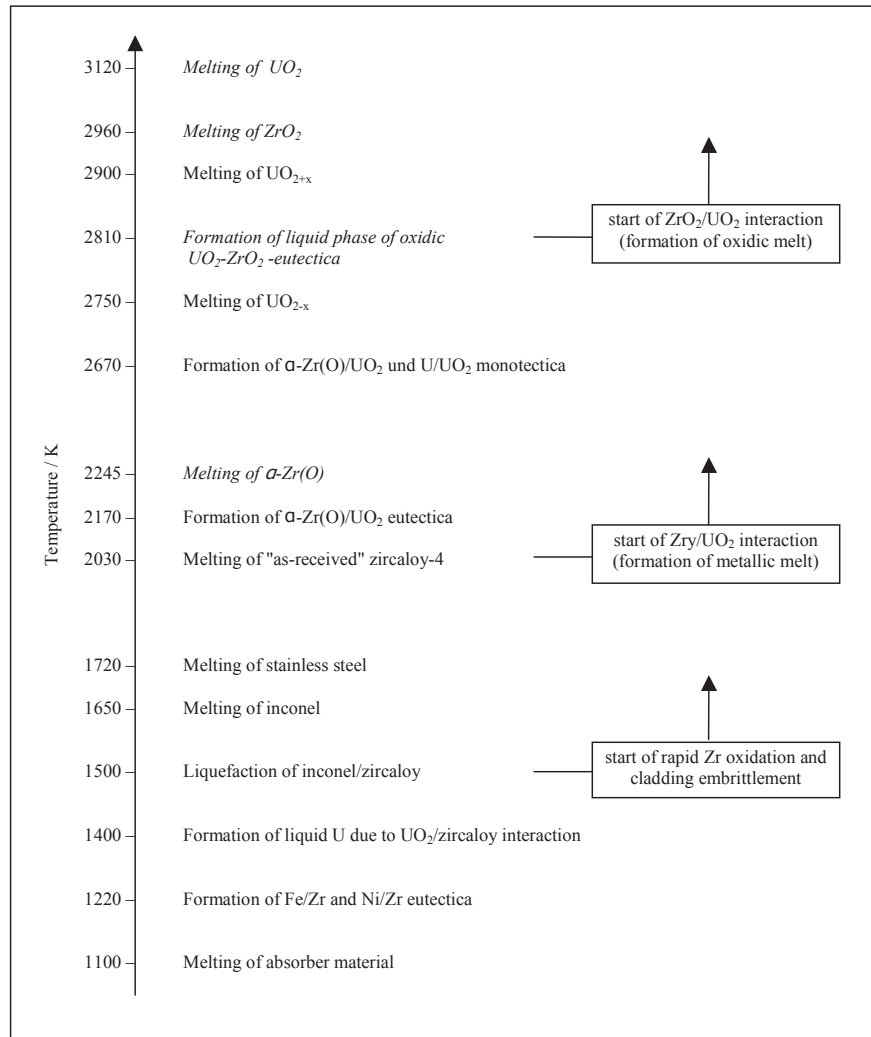 3120 – Melting of UO₂
2960 – Melting of ZrO₂
2900 – Melting of UO₂₊ₓ
start of ZrO₂/UO₂ interaction
(formation of oxidic melt)
2810 – Formation of liquid phase of oxidic
UO₂-ZrO₂ -eutectica
2750 – Melting of UO₂₋ₓ
2670 – Formation of α-Zr(O)/UO₂ und U/UO₂ monotectica
Temperature / K
2245 – Melting of α-Zr(O)
2170 – Formation of α-Zr(O)/UO₂ eutectica
start of Zry/UO₂ interaction
(formation of metallic melt)
2030 – Melting of "as-received" zircaloy-4
1720 – Melting of stainless steel
1650 – Melting of inconel
start of rapid Zr oxidation and
cladding embrittlement
1500 – Liquefaction of inconel/zircaloy
1400 – Formation of liquid U due to UO₂/zircaloy interaction
1220 – Formation of Fe/Zr and Ni/Zr eutectica
1100 – Melting of absorber material